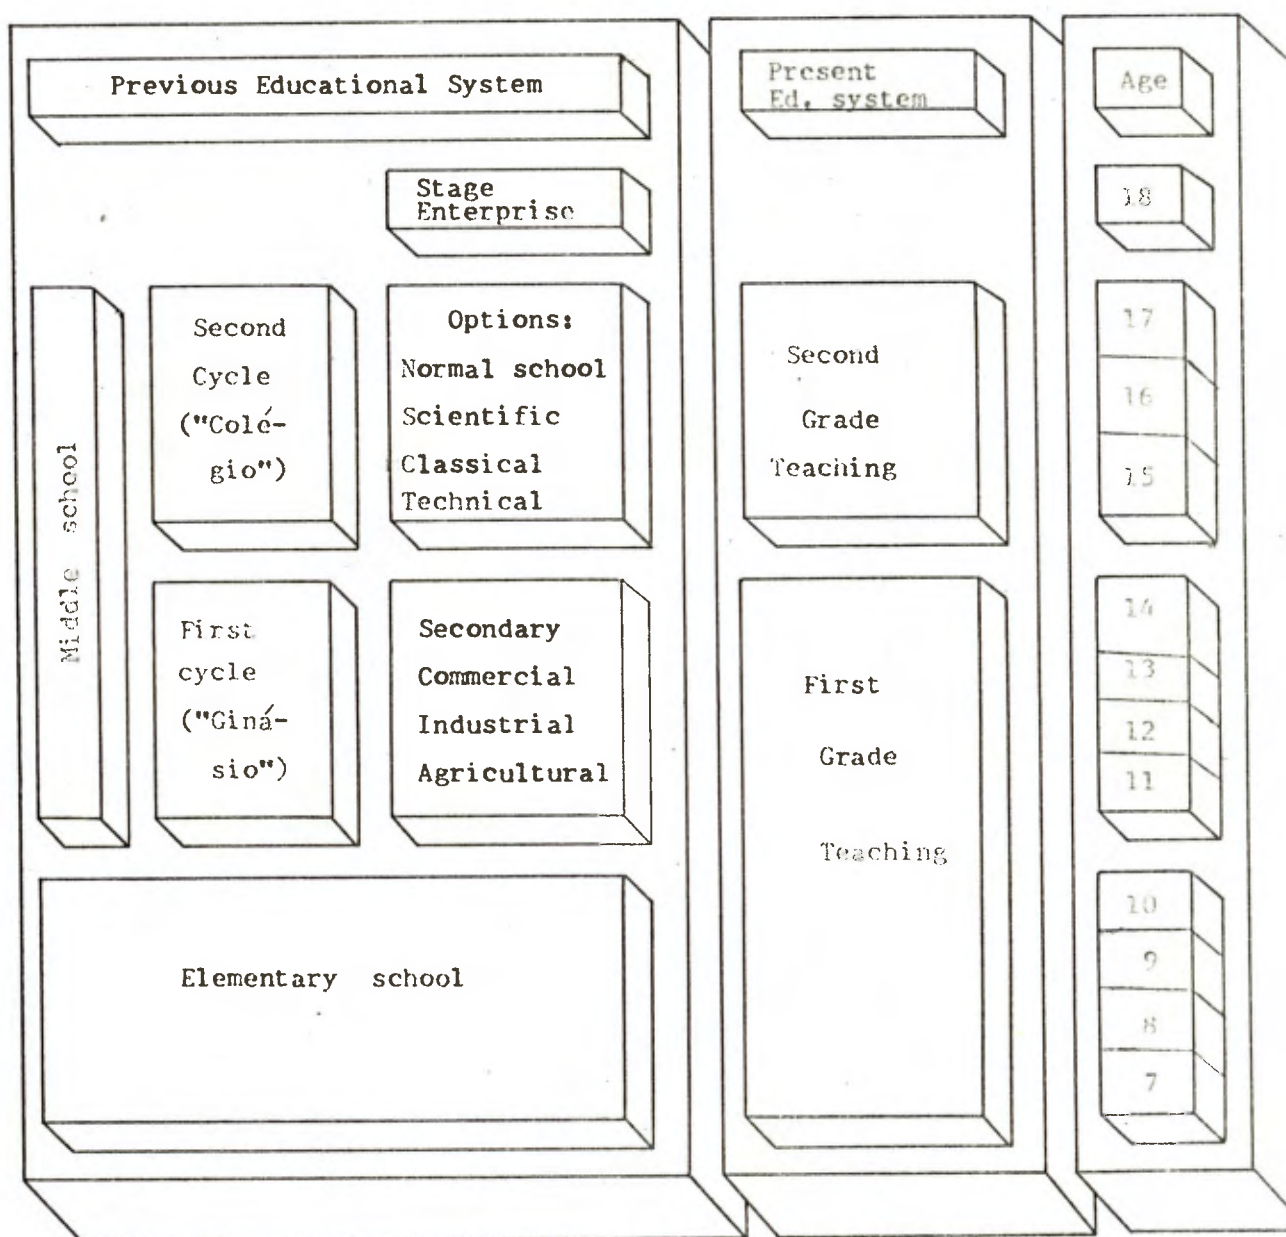 Previous Educational System
Present
Ed. system
Age
Stage
Enterprise
18
Middle school
Second
Cycle
("Colé-
gio")
Options:
Normal school
Scientific
Classical
Technical
Second
Grade
Teaching
17
16
15
First
cycle
("Giná-
sio")
Secondary
Commercial
Industrial
Agricultural
First
Grade
Teaching
14
13
12
11
Elementary school
10
9
8
7